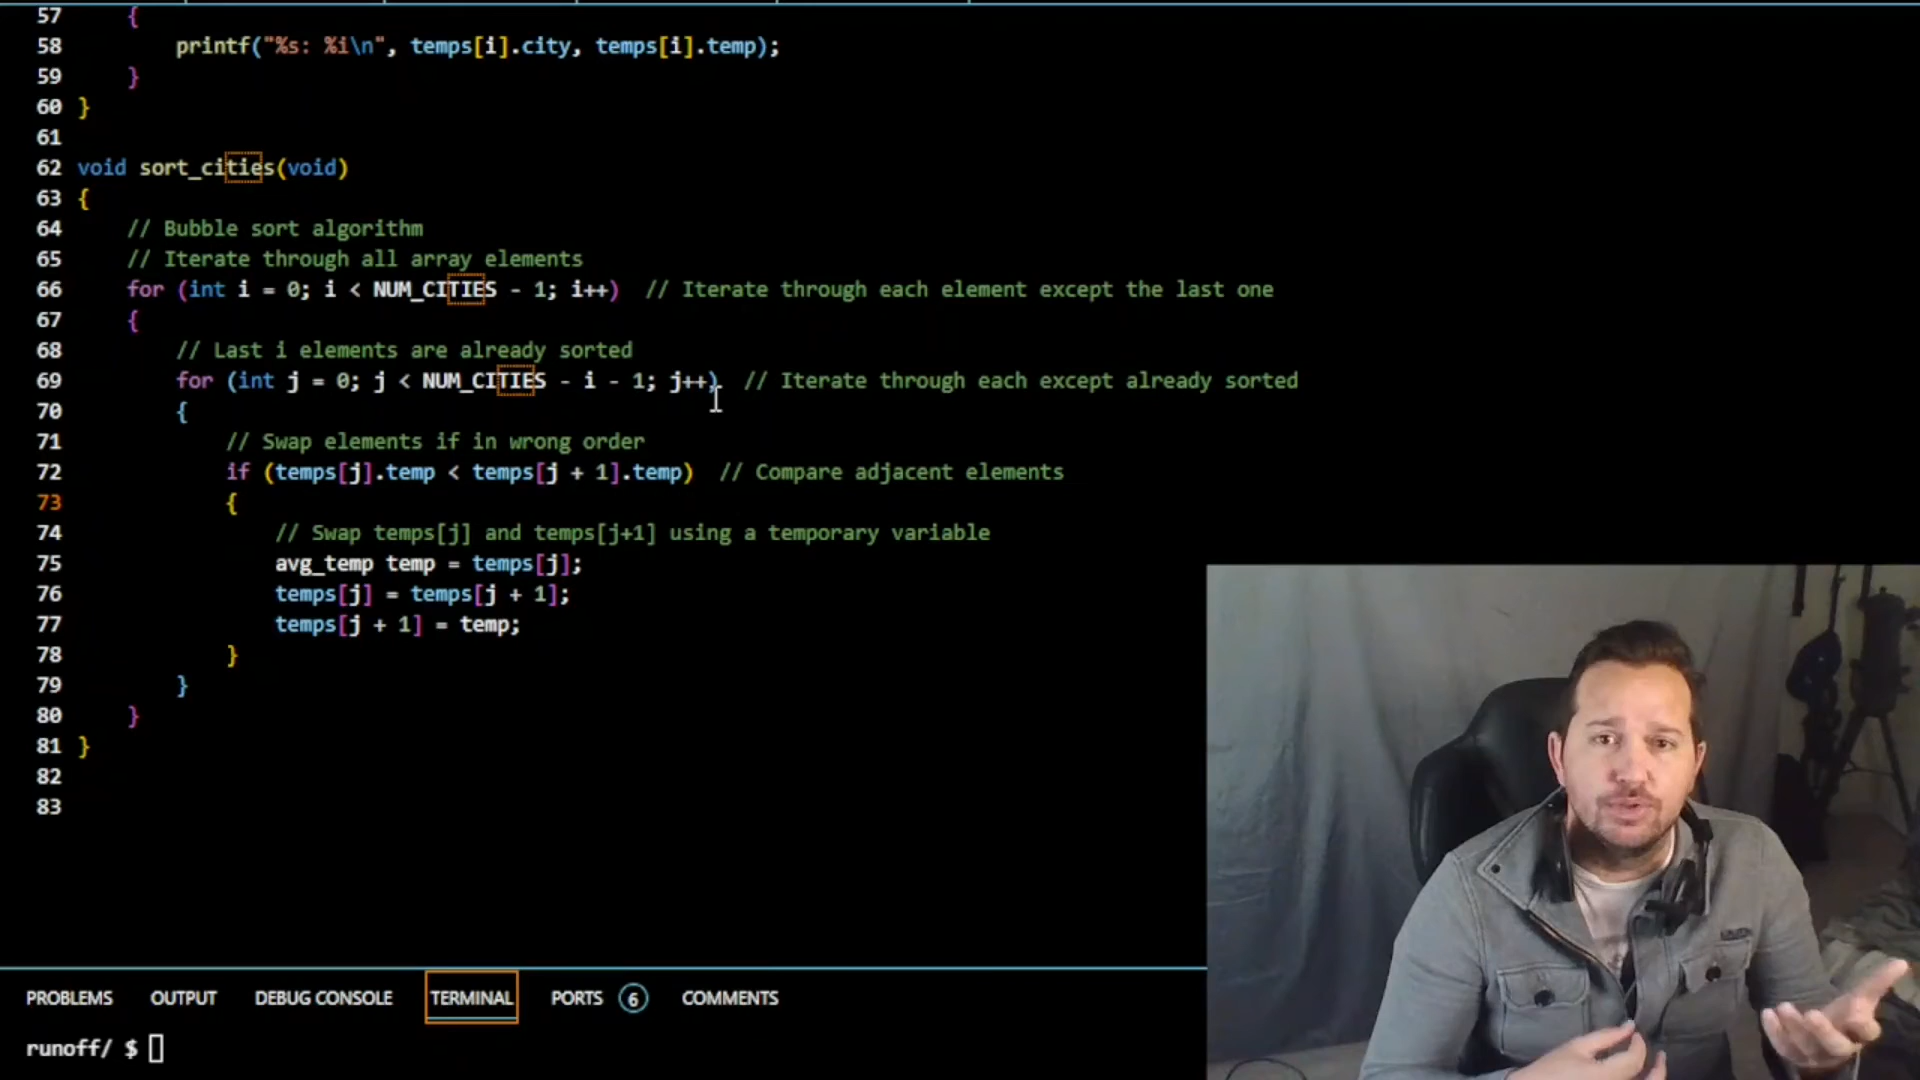 57 {
58 printf("%s: %i\n", temps[i].city, temps[i].temp);
59 }
60 }
61
62 void sort_cities(void)
63 {
64 // Bubble sort algorithm
65 // Iterate through all array elements
66 for (int i = 0; i < NUM_CITIES - 1; i++) // Iterate through each element except the last one
67 {
68 // Last i elements are already sorted
69 for (int j = 0; j < NUM_CITIES - i - 1; j++) // Iterate through each except already sorted
70 {
71 // Swap elements if in wrong order
72 if (temps[j].temp < temps[j + 1].temp) // Compare adjacent elements
73 {
74 // Swap temps[j] and temps[j+1] using a temporary variable
75 avg_temp temp = temps[j];
76 temps[j] = temps[j + 1];
77 temps[j + 1] = temp;
78 }
79 }
80 }
81 }
82
83
PROBLEMS OUTPUT DEBUG CONSOLE TERMINAL PORTS 6 COMMENTS
runoff/ $